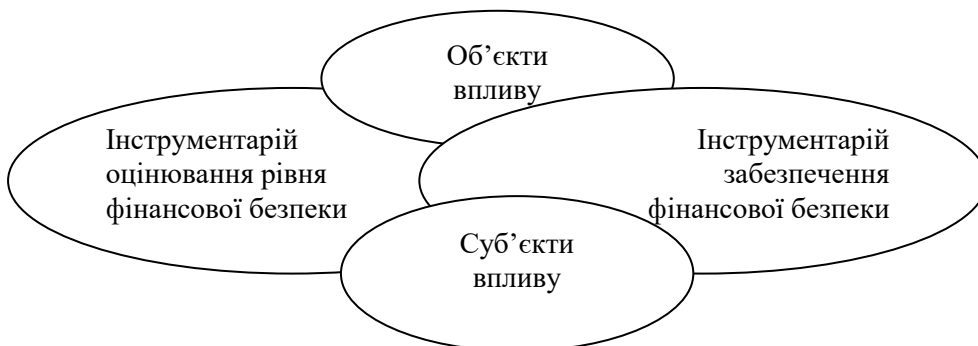 Об’єкти
впливу
Інструментарій
оцінювання рівня
фінансової безпеки
Інструментарій
забезпечення
фінансової безпеки
Суб’єкти
впливу